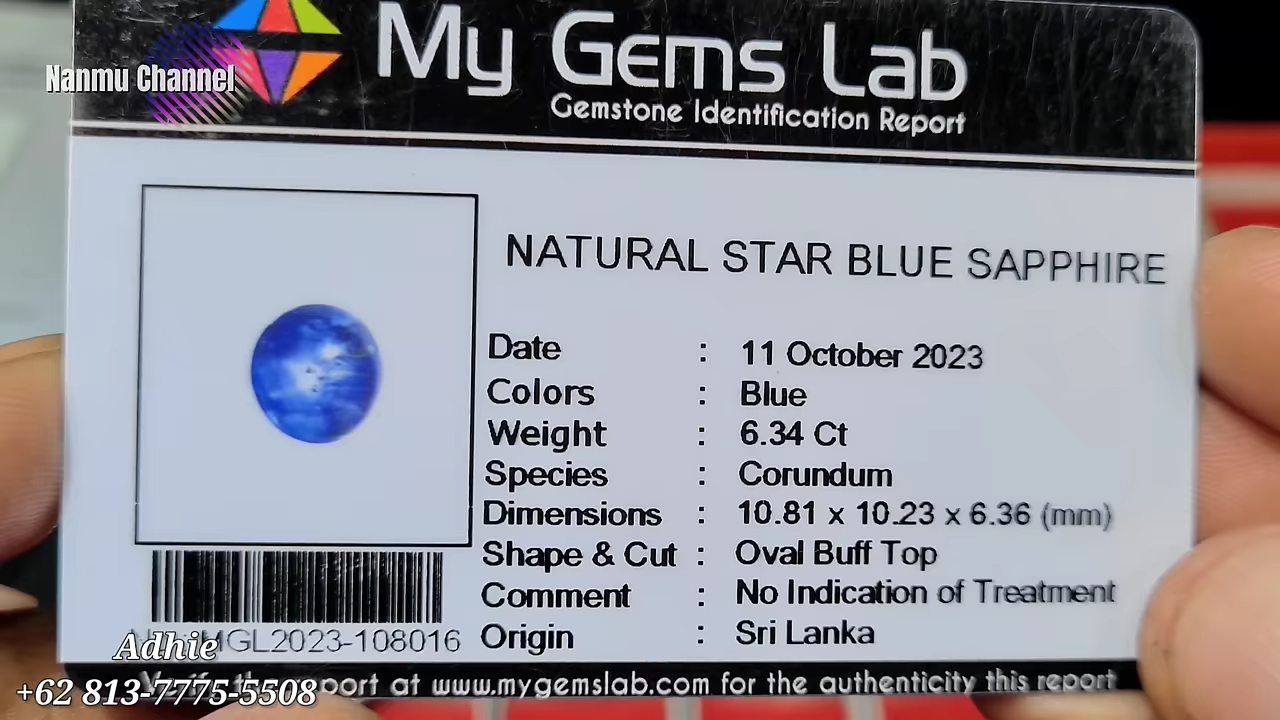 My Gems Lab
Nanmu Channel
Gemstone Identification Report
NATURAL STAR BLUE SAPPHIRE
Date : 11 October 2023
Colors : Blue
Weight : 6.34 Ct
Species : Corundum
Dimensions : 10.81 x 10.23 x 6.36 (mm)
Shape & Cut : Oval Buff Top
Comment : No Indication of Treatment
Origin : Sri Lanka
GL2023-108016
Adhie
+62 813-7775-5508
at www.mygemslab.com for the authenticity this report